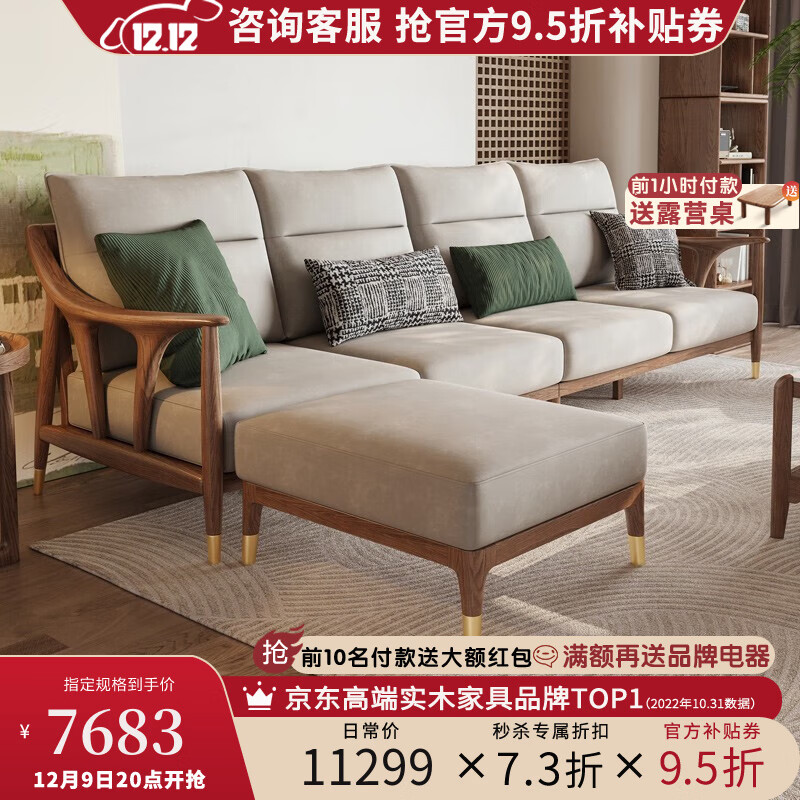 12.12
咨询客服 抢官方9.5折补贴券
前1小时付款
送露营桌
送
抢 前10名付款送大额红包 满额再送品牌电器
京东高端实木家具品牌TOP1(2022年10.31数据)
指定规格到手价
¥7683
12月9日20点开抢
日常价 秒杀专属折扣 官方补贴券
11299×7.3折×9.5折